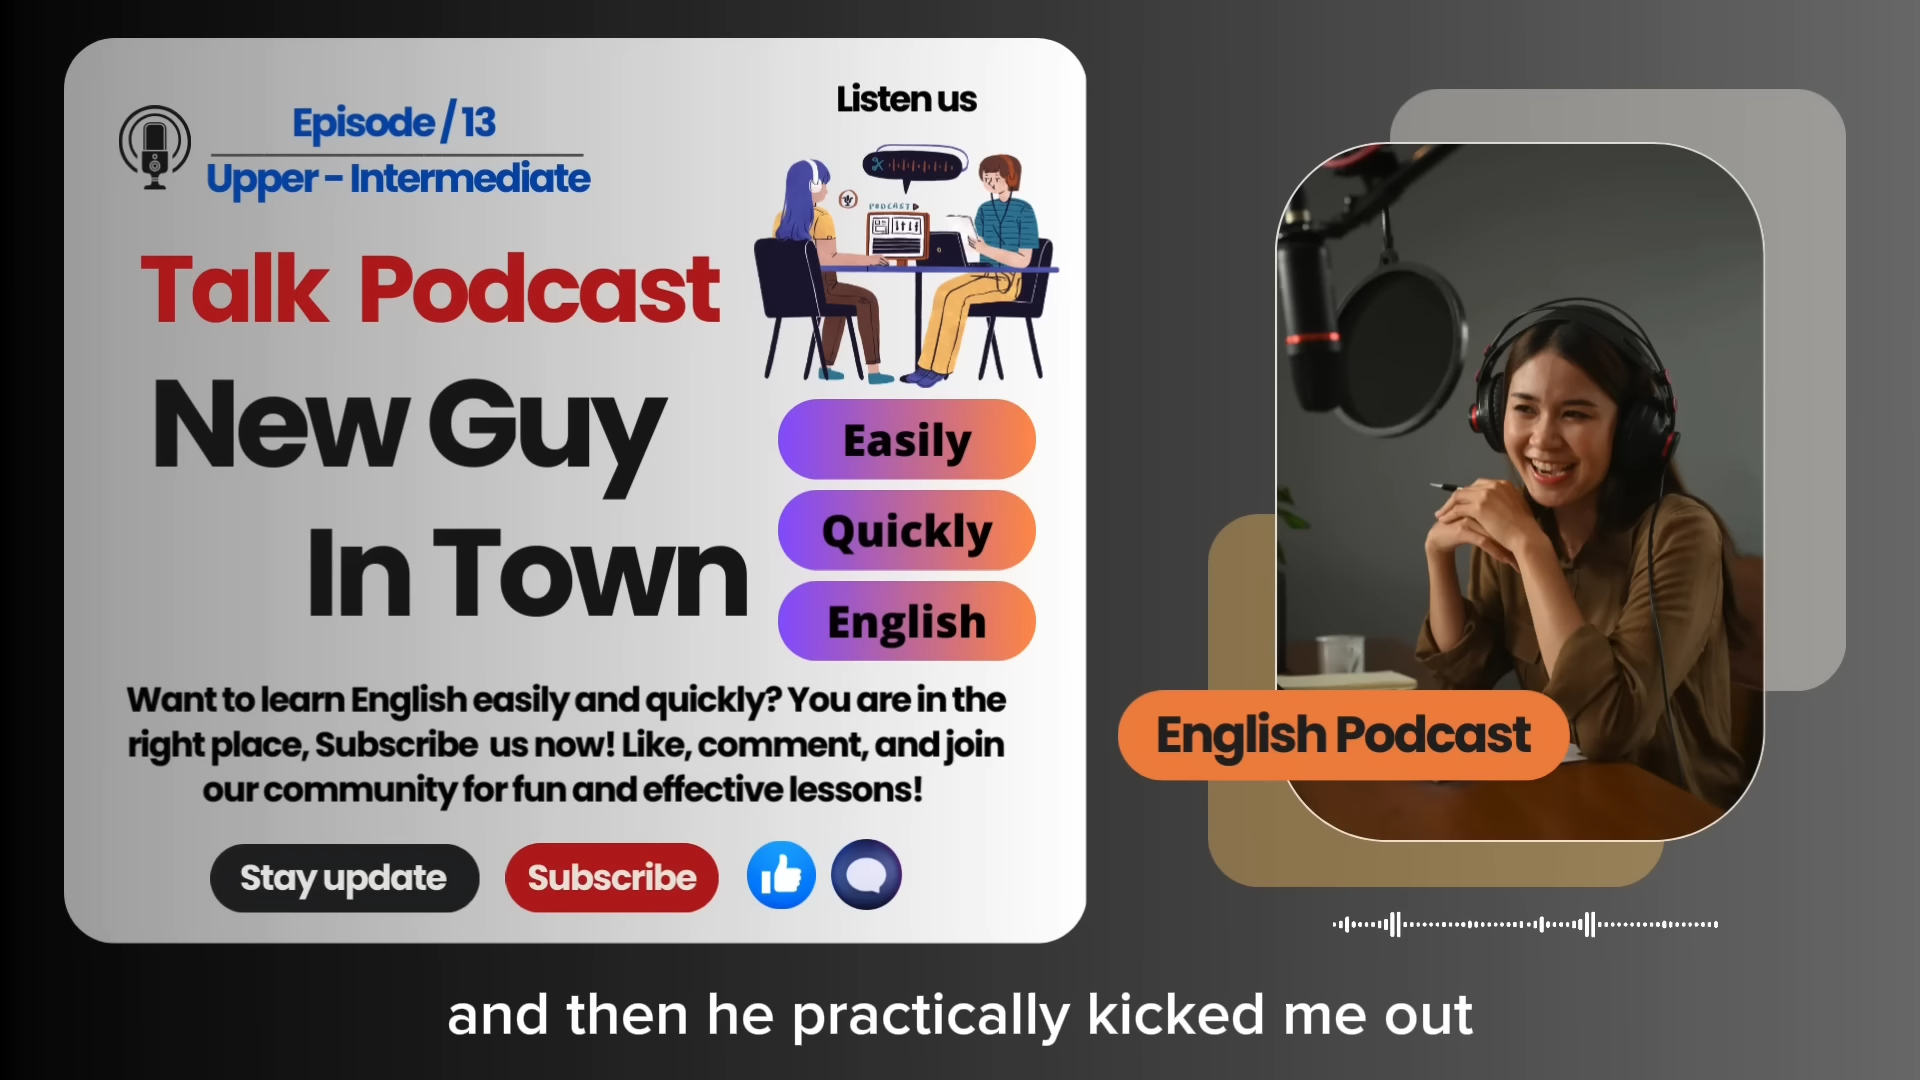 Episode / 13
Upper - Intermediate
Listen us
PODCAST
Talk Podcast
New Guy
In Town
Easily
Quickly
English
Want to learn English easily and quickly? You are in the
right place, Subscribe us now! Like, comment, and join
our community for fun and effective lessons!
Stay update
Subscribe
English Podcast
and then he practically kicked me out